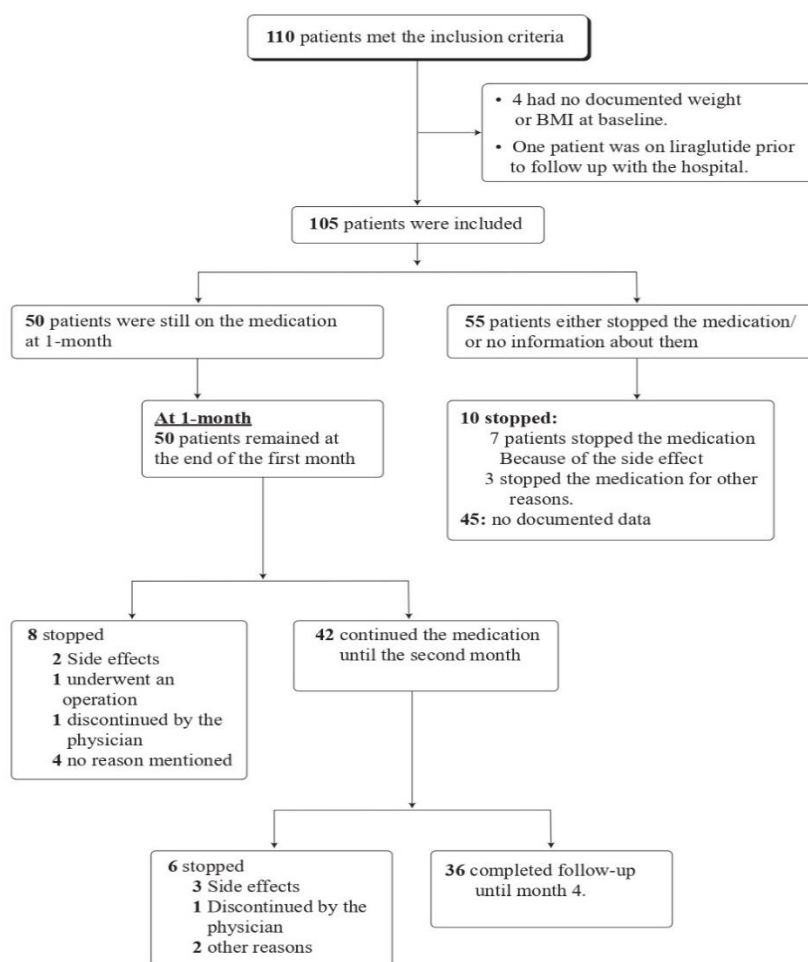 110 patients met the inclusion criteria
• 4 had no documented weight
or BMI at baseline.
• One patient was on liraglutide prior
to follow up with the hospital.
105 patients were included
50 patients were still on the medication
at 1-month
55 patients either stopped the medication/
or no information about them
At 1-month
50 patients remained at
the end of the first month
10 stopped:
7 patients stopped the medication
Because of the side effect
3 stopped the medication for other
reasons.
45: no documented data
8 stopped
2 Side effects
1 underwent an
operation
1 discontinued by the
physician
4 no reason mentioned
42 continued the medication
until the second month
6 stopped
3 Side effects
1 Discontinued by the
physician
2 other reasons
36 completed follow-up
until month 4.